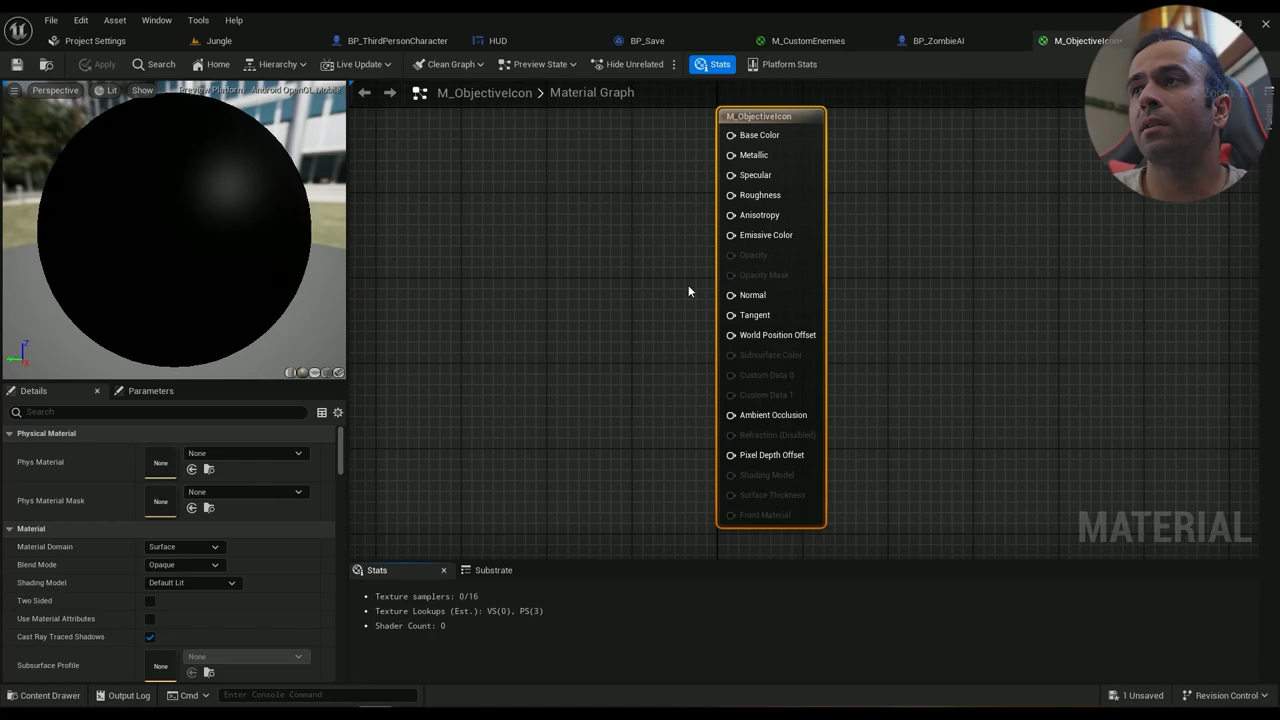 File Edit Asset Window Tools Help
Project Settings Jungle BP_ThirdPersonCharacter HUD BP_Save M_CustomEnemies BP_ZombieAI M_ObjectiveIcon•
Apply Search Home Hierarchy Live Update Clean Graph Preview State Hide Unrelated Stats Platform Stats
Perspective Lit Show Preview Platform: Android OpenGL Mobile
M_ObjectiveIcon > Material Graph
M_ObjectiveIcon
Base Color
Metallic
Specular
Roughness
Anisotropy
Emissive Color
Opacity
Opacity Mask
Normal
Tangent
World Position Offset
Subsurface Color
Custom Data 0
Custom Data 1
Ambient Occlusion
Refraction (Disabled)
Pixel Depth Offset
Shading Model
Surface Thickness
Front Material
MATERIAL
Palette
Details Parameters
Search
Physical Material
Phys Material None None
Phys Material Mask None None
Material
Material Domain Surface
Blend Mode Opaque
Shading Model Default Lit
Two Sided
Use Material Attributes
Cast Ray Traced Shadows
Subsurface Profile None None
Stats Substrate
Texture samplers: 0/16
Texture Lookups (Est.): VS(0), PS(3)
Shader Count: 0
Content Drawer Output Log Cmd Enter Console Command 1 Unsaved Revision Control